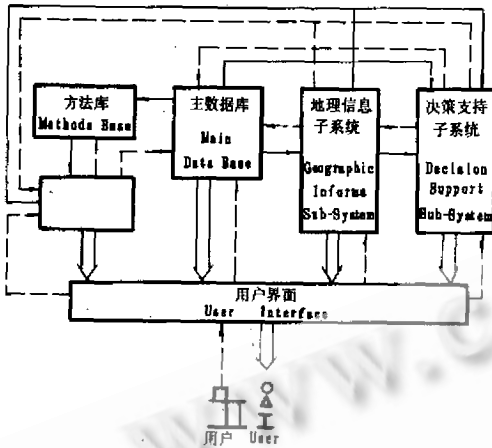 方法库
Methods Base
主数据库
Main
Data Base
地理信息
子系统
Geographic
Informa
Sub-System
决策支持
子系统
Decision
Support
Sub-System
用户界面
User Interface
用户 User
www.c